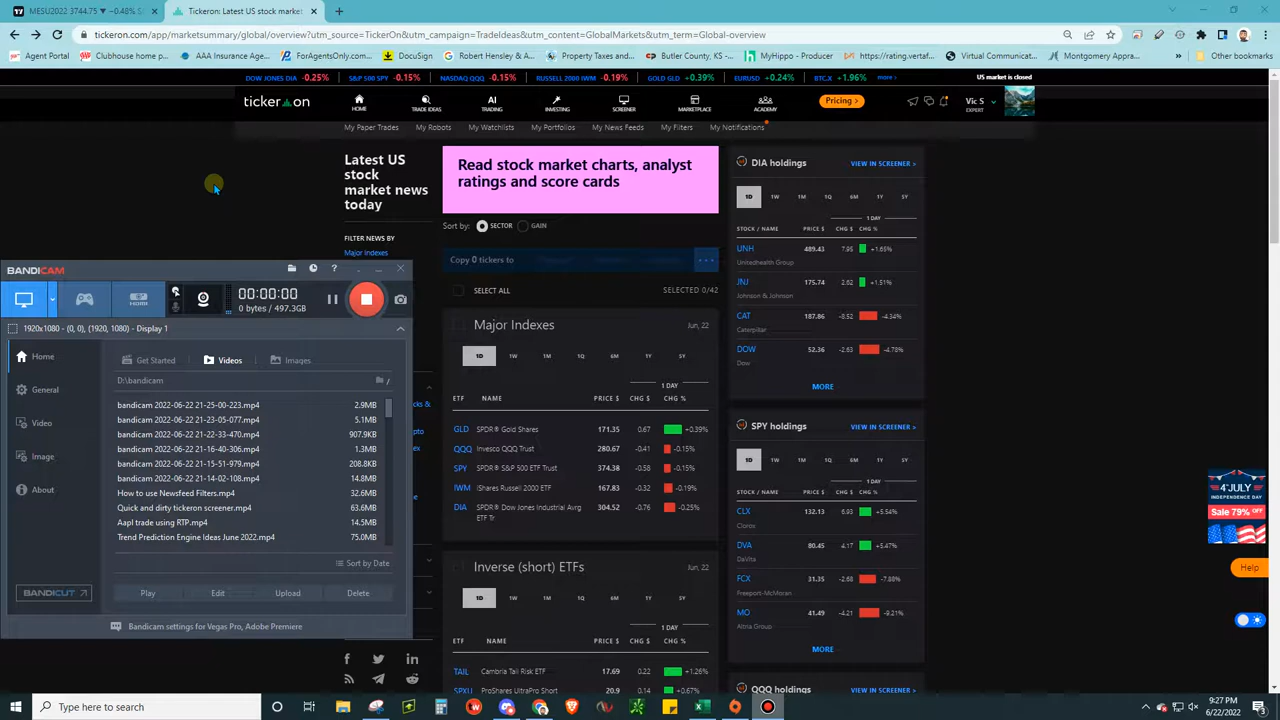 MESU2022 3744.75 ▼ −0.48% S
Tickeron: US stock market overvi
tickeron.com/app/marketsummary/global/overview?utm_source=TickerOn&utm_campaign=TradeIdeas&utm_content=GlobalMarkets&utm_term=Global-overview
Agent Portal
Clubhouse home p...
AAA Insurance Agen...
ForAgentsOnly.com:...
DocuSign
Robert Hensley & A...
Property Taxes and...
Butler County, KS -...
MyHippo - Product...
https://rating.vertaf...
Virtual Communicat...
Montgomery Apprai...
Other bookmarks
DOW JONES DIA -0.25%
S&P 500 SPY -0.15%
NASDAQ QQQ -0.15%
RUSSELL 2000 IWM -0.19%
GOLD GLD +0.39%
EURUSD +0.24%
BTC.X +1.96%
more >
US market is closed
tickeron
HOME
TRADE IDEAS
AI
TRADING
INVESTING
SCREENER
MARKETPLACE
ACADEMY
Pricing >
Vic S
EXPERT
My Paper Trades
My Robots
My Watchlists
My Portfolios
My News Feeds
My Filters
My Notifications
Latest US
stock
market news
today
FILTER NEWS BY
Major indexes
Read stock market charts, analyst
ratings and score cards
Sort by:
SECTOR
GAIN
Copy 0 tickers to
SELECT ALL
SELECTED 0/42
Major Indexes
Jun, 22
1D
1W
1M
1Q
6M
1Y
5Y
1 DAY
ETF NAME PRICE $ CHG $ CHG %
GLD SPDR® Gold Shares 171.35 0.67 +0.39%
QQQ Invesco QQQ Trust 280.67 -0.41 -0.15%
SPY SPDR® S&P 500 ETF Trust 374.38 -0.58 -0.15%
IWM iShares Russell 2000 ETF 167.83 -0.32 -0.19%
DIA SPDR® Dow Jones Industrial Avrg 304.52 -0.76 -0.25%
ETF Tr
Inverse (short) ETFs
Jun, 22
1D
1W
1M
1Q
6M
1Y
5Y
1 DAY
ETF NAME PRICE $ CHG $ CHG %
TAIL Cambria Tail Risk ETF 17.69 0.22 +1.26%
SPXU ProShares UltraPro Short 20.9 0.14 +0.67%
DIA holdings
VIEW IN SCREENER >
1D
1W
1M
1Q
6M
1Y
5Y
1 DAY
STOCK / NAME PRICE $ CHG $ CHG %
UNH 489.43 7.95 +1.65%
Unitedhealth Group
JNJ 175.74 2.62 +1.51%
Johnson & Johnson
CAT 187.86 -8.52 -4.34%
Caterpillar
DOW 52.36 -2.63 -4.78%
Dow
MORE
SPY holdings
VIEW IN SCREENER >
1D
1W
1M
1Q
6M
1Y
5Y
1 DAY
STOCK / NAME PRICE $ CHG $ CHG %
CLX 132.13 6.93 +5.54%
Clorox
DVA 80.45 4.17 +5.47%
DaVita
FCX 31.35 -2.68 -7.88%
Freeport-McMoran
MO 41.49 -4.21 -9.21%
Altria Group
MORE
QQQ holdings
VIEW IN SCREENER >
4th JULY
INDEPENDENCE DAY
Sale 79% OFF
Help
BANDICAM
HDMI
00:00:00
0 bytes / 497.3GB
1920x1080 - (0, 0), (1920, 1080) - Display 1
Home
General
Video
Image
About
Get Started
Videos
Images
D:\bandicam
bandicam 2022-06-22 21-25-00-223.mp4 2.9MB
bandicam 2022-06-22 21-23-05-077.mp4 5.1MB
bandicam 2022-06-22 21-22-33-470.mp4 907.9KB
bandicam 2022-06-22 21-16-40-306.mp4 1.3MB
bandicam 2022-06-22 21-15-51-979.mp4 208.8KB
bandicam 2022-06-22 21-14-02-108.mp4 14.8MB
How to use Newsfeed Filters.mp4 32.6MB
Quick and dirty tickeron screener.mp4 63.6MB
Aapl trade using RTP.mp4 14.5MB
Trend Prediction Engine Ideas June 2022.mp4 75.0MB
Sort by Date
BANDICUT
Play
Edit
Upload
Delete
Bandicam settings for Vegas Pro, Adobe Premiere
Type here to search
9:27 PM
6/22/2022